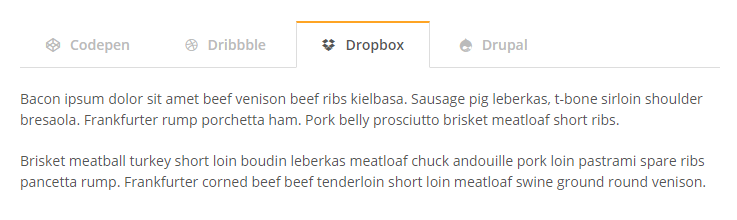 Codepen Dribbble Dropbox Drupal
Bacon ipsum dolor sit amet beef venison beef ribs kielbasa. Sausage pig leberkas, t-bone sirloin shoulder
bresaola. Frankfurter rump porchetta ham. Pork belly prosciutto brisket meatloaf short ribs.
Brisket meatball turkey short loin boudin leberkas meatloaf chuck andouille pork loin pastrami spare ribs
pancetta rump. Frankfurter corned beef beef tenderloin short loin meatloaf swine ground round venison.